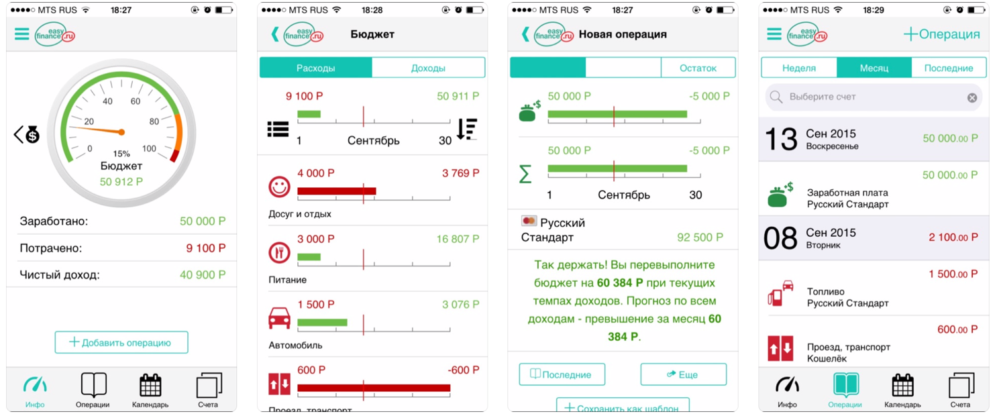 MTS RUS 18:27
easy
finance .ru
0
20
40
60
80
100
15%
Бюджет
50 912 Р
Заработано: 50 000 Р
Потрачено: 9 100 Р
Чистый доход: 40 900 Р
+ Добавить операцию
Инфо Операции Календарь Счета
MTS RUS 18:28
easy
finance .ru
Бюджет
Расходы Доходы
9 100 Р 50 911 Р
1 Сентябрь 30
4 000 Р 3 769 Р
Досуг и отдых
3 000 Р 16 807 Р
Питание
1 500 Р 3 076 Р
Автомобиль
600 Р -600 Р
Проезд, транспорт
MTS RUS 18:27
easy
finance .ru
Новая операция
Остаток
50 000 Р -5 000 Р
50 000 Р -5 000 Р
1 Сентябрь 30
Русский
Стандарт 92 500 Р
Так держать! Вы перевыполните
бюджет на 60 384 Р при текущих
темпах доходов. Прогноз по всем
доходам - превышение за месяц 60
384 Р.
Последние Еще
+ Сохранить как шаблон
MTS RUS 18:29
easy
finance .ru
+Операция
Неделя Месяц Последние
Выберите счет
13 Сен 2015
Воскресенье
50 000.00 Р
50 000.00 Р
Заработная плата
Русский Стандарт
08 Сен 2015
Вторник
2 100.00 Р
1 500.00 Р
Топливо
Русский Стандарт
600.00 Р
Проезд, транспорт
Кошелёк
Инфо Операции Календарь Счета